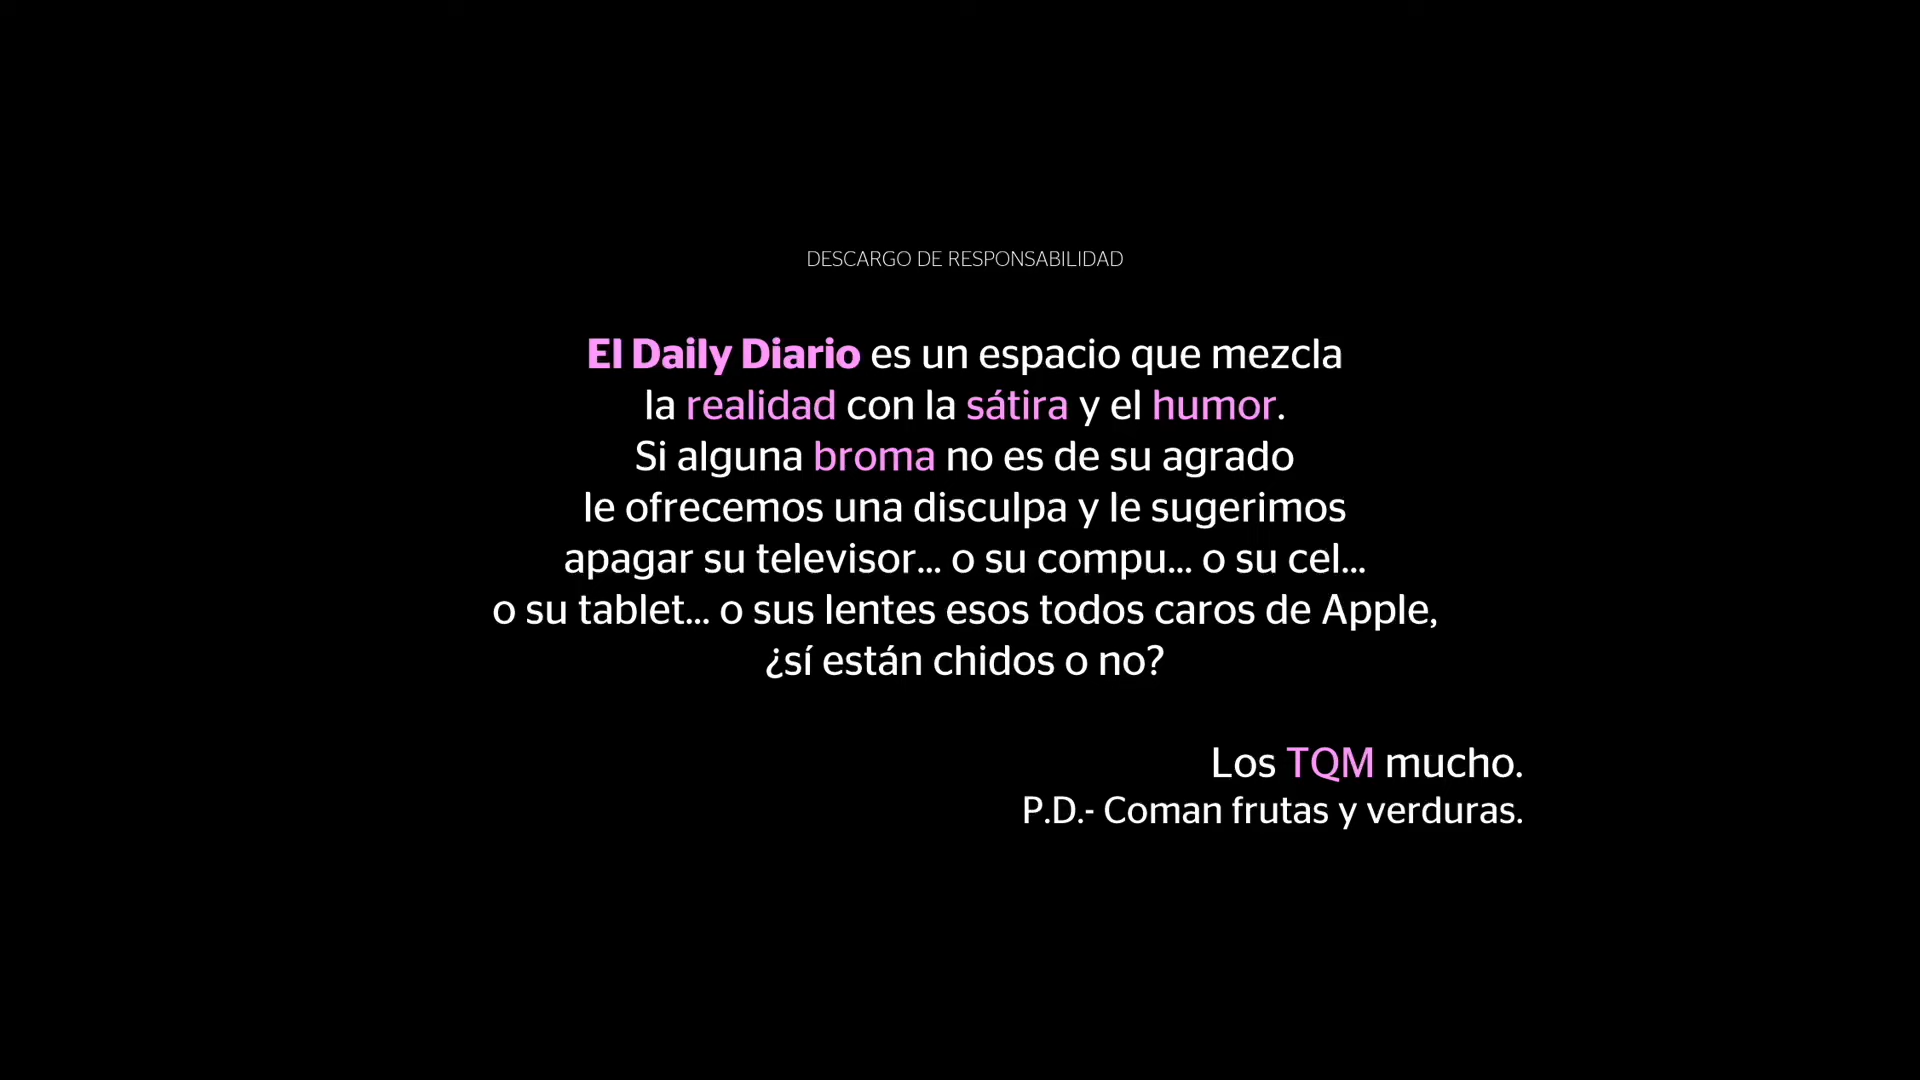 DESCARGO DE RESPONSABILIDAD
El Daily Diario es un espacio que mezcla
la realidad con la sátira y el humor.
Si alguna broma no es de su agrado
le ofrecemos una disculpa y le sugerimos
apagar su televisor... o su compu... o su cel...
o su tablet... o sus lentes esos todos caros de Apple,
¿sí están chidos o no?
Los TQM mucho.
P.D.- Coman frutas y verduras.